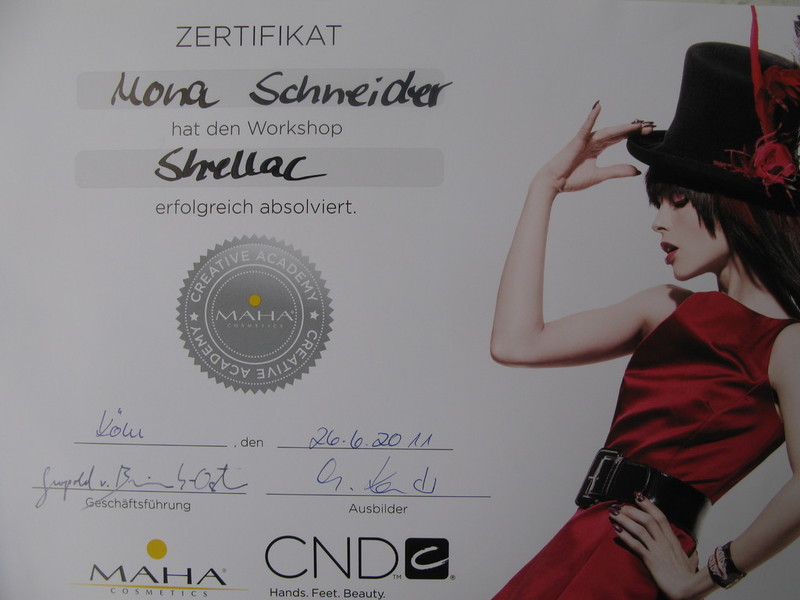 ZERTIFIKAT
Mona Schneider
hat den Workshop
Shellac
erfolgreich absolviert.
CREATIVE ACADEMY
MAHA
COSMETICS
CREATIVE ACADEMY
Köln , den 26.6.2011
Geschäftsführung
Ausbilder
MAHA®
COSMETICS
CND™ C®
Hands. Feet. Beauty.